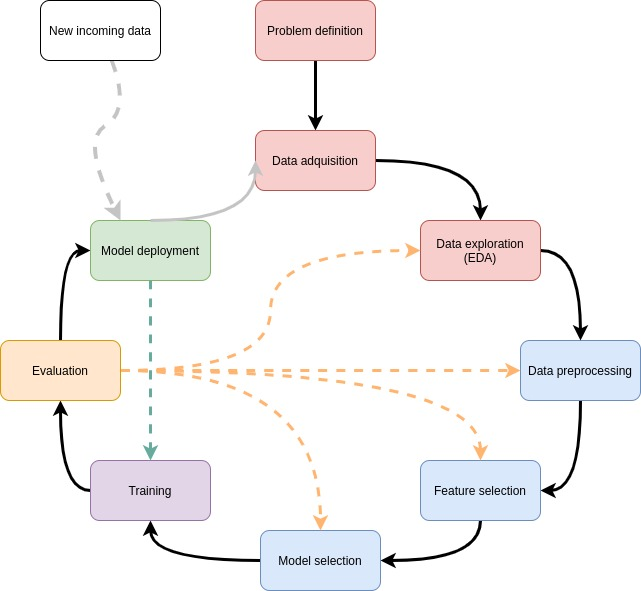 New incoming data
Problem definition
Data adquisition
Model deployment
Data exploration
(EDA)
Evaluation
Data preprocessing
Training
Feature selection
Model selection